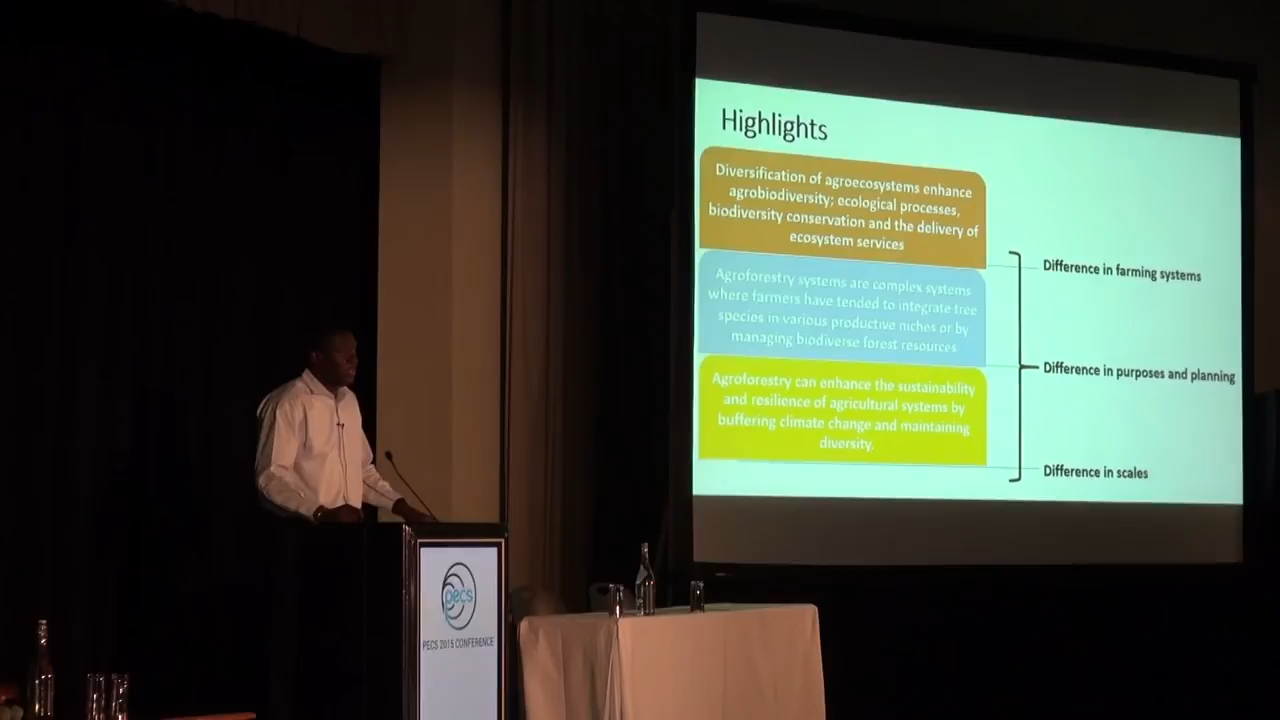 Highlights
Diversification of agroecosystems enhance
agrobiodiversity; ecological processes,
biodiversity conservation and the delivery of
ecosystem services
Agroforestry systems are complex systems
where farmers have tended to integrate tree
species in various productive niches or by
managing biodiverse forest resources
Agroforestry can enhance the sustainability
and resilience of agricultural systems by
buffering climate change and maintaining
diversity.
Difference in farming systems
Difference in purposes and planning
Difference in scales
pecs
PECS 2015 CONFERENCE